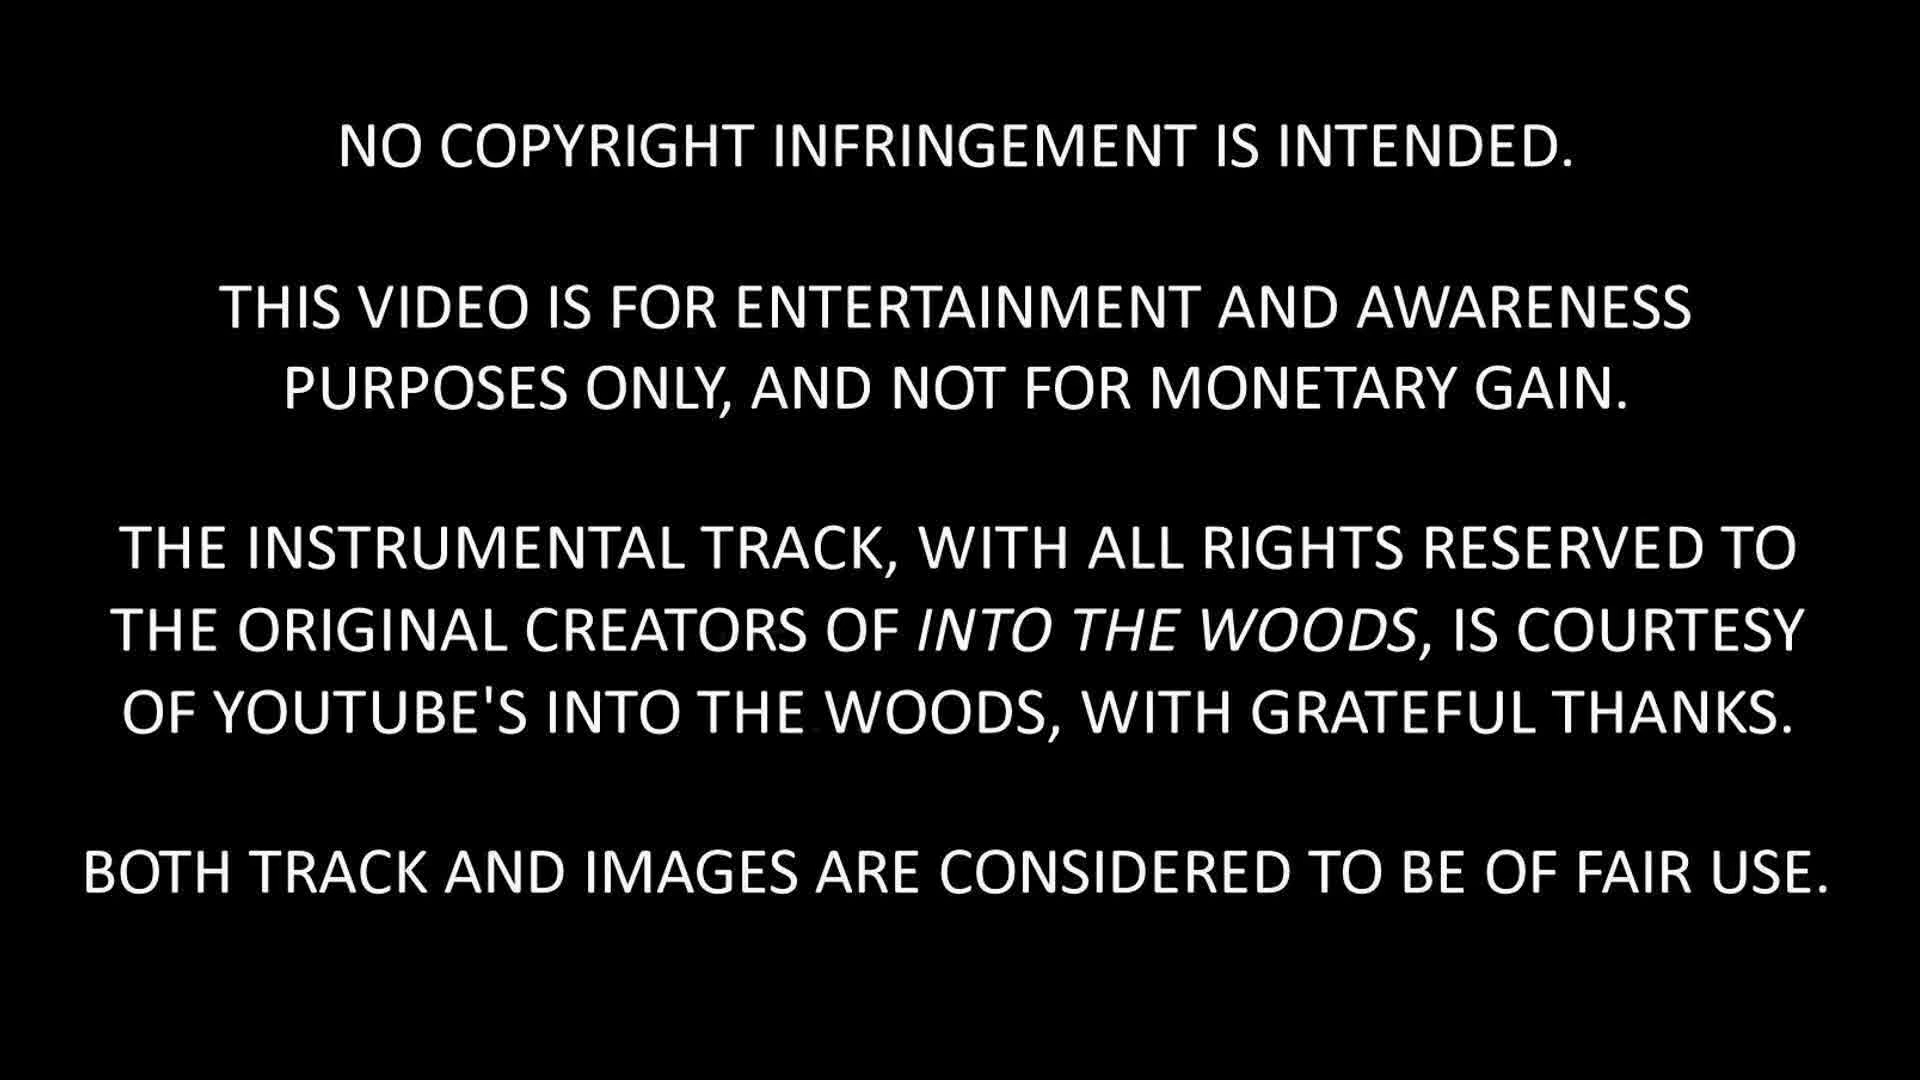 NO COPYRIGHT INFRINGEMENT IS INTENDED.
THIS VIDEO IS FOR ENTERTAINMENT AND AWARENESS
PURPOSES ONLY, AND NOT FOR MONETARY GAIN.
THE INSTRUMENTAL TRACK, WITH ALL RIGHTS RESERVED TO
THE ORIGINAL CREATORS OF INTO THE WOODS, IS COURTESY
OF YOUTUBE'S INTO THE WOODS, WITH GRATEFUL THANKS.
BOTH TRACK AND IMAGES ARE CONSIDERED TO BE OF FAIR USE.